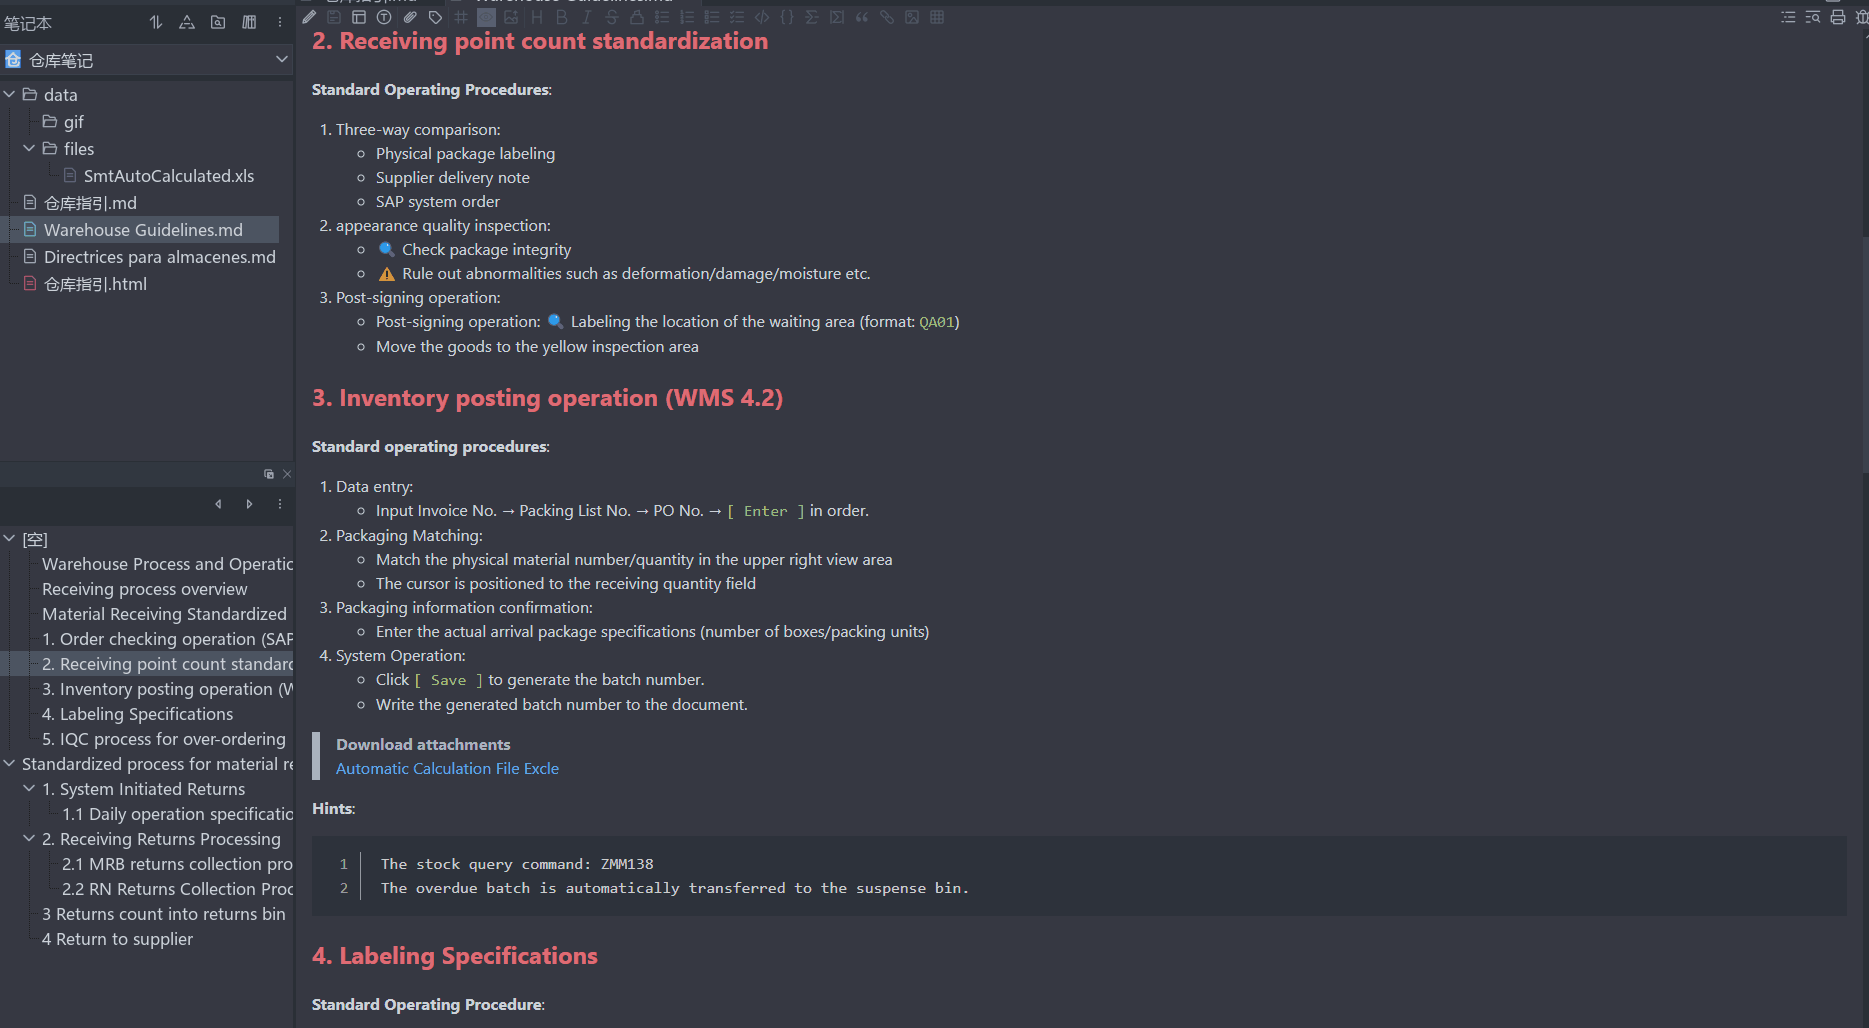 笔记本
仓库笔记
data
gif
files
SmtAutoCalculated.xls
仓库指引.md
Warehouse Guidelines.md
Directrices para almacenes.md
仓库指引.html
[空]
Warehouse Process and Operatio
Receiving process overview
Material Receiving Standardized
1. Order checking operation (SAP
2. Receiving point count standard
3. Inventory posting operation (W
4. Labeling Specifications
5. IQC process for over-ordering
Standardized process for material re
1. System Initiated Returns
1.1 Daily operation specificatio
2. Receiving Returns Processing
2.1 MRB returns collection pro
2.2 RN Returns Collection Proc
3 Returns count into returns bin
4 Return to supplier
2. Receiving point count standardization
Standard Operating Procedures:
1. Three-way comparison:
Physical package labeling
Supplier delivery note
SAP system order
2. appearance quality inspection:
🔍 Check package integrity
⚠️ Rule out abnormalities such as deformation/damage/moisture etc.
3. Post-signing operation:
Post-signing operation: 🔍 Labeling the location of the waiting area (format: QA01)
Move the goods to the yellow inspection area
3. Inventory posting operation (WMS 4.2)
Standard operating procedures:
1. Data entry:
Input Invoice No. → Packing List No. → PO No. → [ Enter ] in order.
2. Packaging Matching:
Match the physical material number/quantity in the upper right view area
The cursor is positioned to the receiving quantity field
3. Packaging information confirmation:
Enter the actual arrival package specifications (number of boxes/packing units)
4. System Operation:
Click [ Save ] to generate the batch number.
Write the generated batch number to the document.
Download attachments
Automatic Calculation File Excle
Hints:
1 The stock query command: ZMM138
2 The overdue batch is automatically transferred to the suspense bin.
4. Labeling Specifications
Standard Operating Procedure: